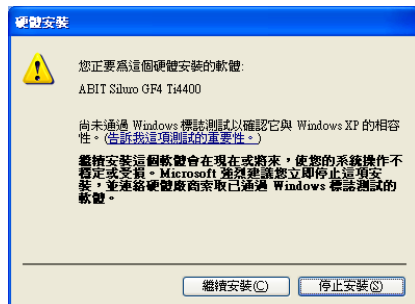 硬體安裝
您正要為這個硬體安裝的軟體:
ABIT Siluro GF4 Ti4400
尚未通過 Windows 標誌測試以確認它與 Windows XP 的相容
性。(告訴我這項測試的重要性。)
繼續安裝這個軟體會在現在或將來，使您的系統操作不
穩定或受損。Microsoft 強烈建議您立即停止這項安
裝，並連絡硬體廠商索取已通過 Windows 標誌測試的
軟體。
繼續安裝(C)
停止安裝(S)